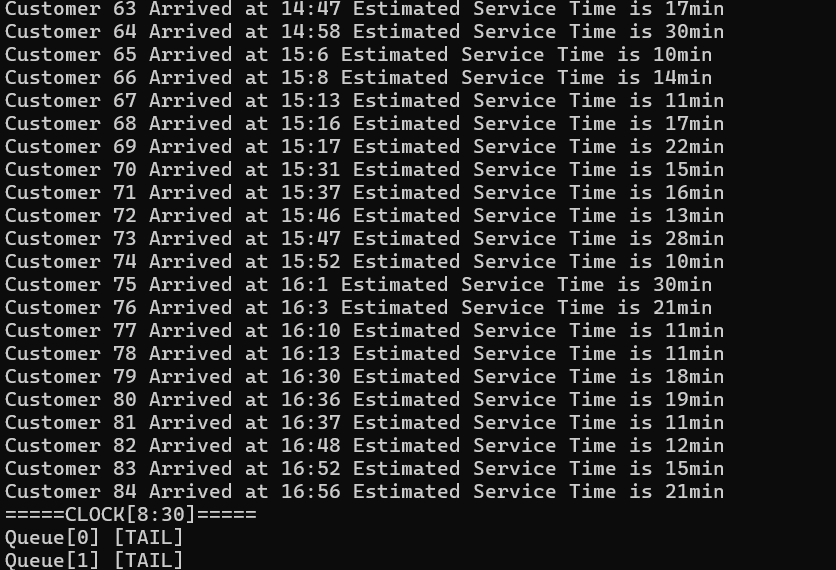 Customer 63 Arrived at 14:47 Estimated Service Time is 17min
Customer 64 Arrived at 14:58 Estimated Service Time is 30min
Customer 65 Arrived at 15:6 Estimated Service Time is 10min
Customer 66 Arrived at 15:8 Estimated Service Time is 14min
Customer 67 Arrived at 15:13 Estimated Service Time is 11min
Customer 68 Arrived at 15:16 Estimated Service Time is 17min
Customer 69 Arrived at 15:17 Estimated Service Time is 22min
Customer 70 Arrived at 15:31 Estimated Service Time is 15min
Customer 71 Arrived at 15:37 Estimated Service Time is 16min
Customer 72 Arrived at 15:46 Estimated Service Time is 13min
Customer 73 Arrived at 15:47 Estimated Service Time is 28min
Customer 74 Arrived at 15:52 Estimated Service Time is 10min
Customer 75 Arrived at 16:1 Estimated Service Time is 30min
Customer 76 Arrived at 16:3 Estimated Service Time is 21min
Customer 77 Arrived at 16:10 Estimated Service Time is 11min
Customer 78 Arrived at 16:13 Estimated Service Time is 11min
Customer 79 Arrived at 16:30 Estimated Service Time is 18min
Customer 80 Arrived at 16:36 Estimated Service Time is 19min
Customer 81 Arrived at 16:37 Estimated Service Time is 11min
Customer 82 Arrived at 16:48 Estimated Service Time is 12min
Customer 83 Arrived at 16:52 Estimated Service Time is 15min
Customer 84 Arrived at 16:56 Estimated Service Time is 21min
=====CLOCK[8:30]=====
Queue[0] [TAIL]
Queue[1] [TAIL]